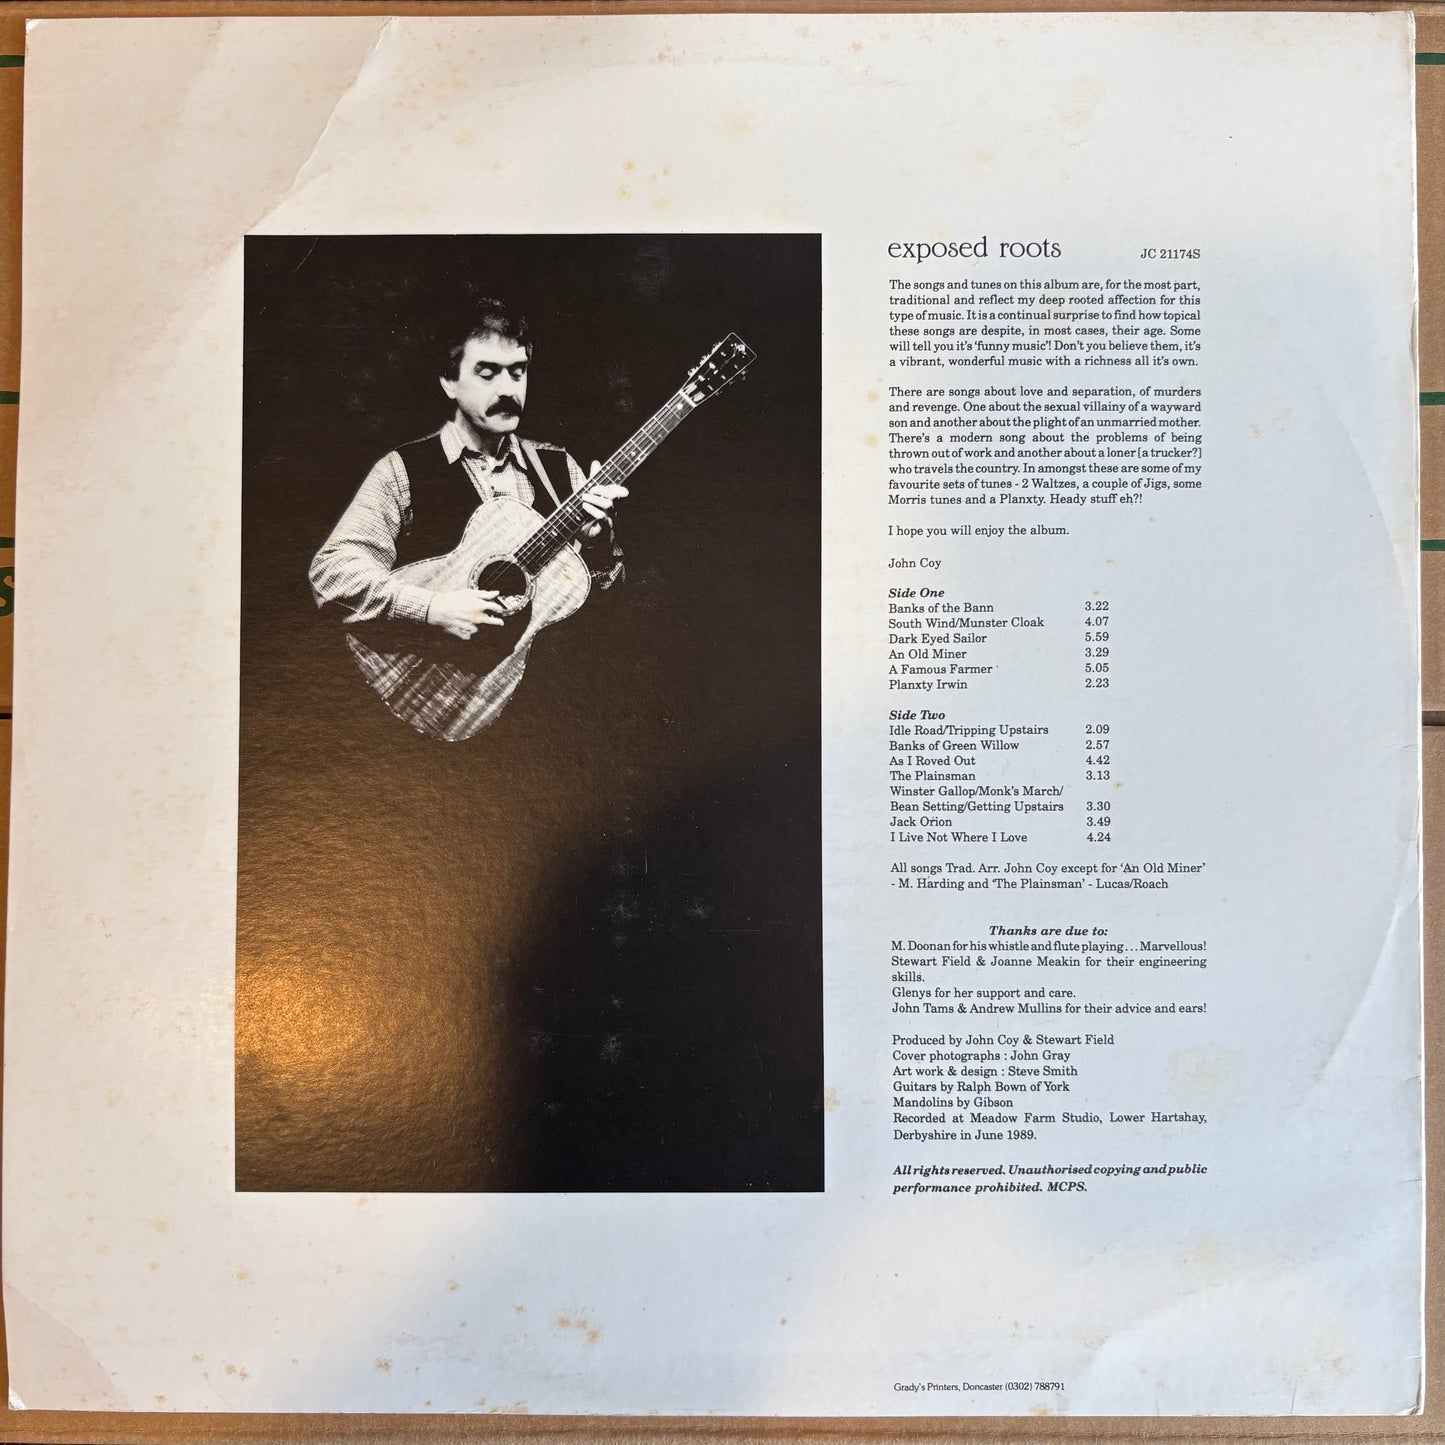 exposed roots JC 21174S
The songs and tunes on this album are, for the most part,
traditional and reflect my deep rooted affection for this
type of music. It is a continual surprise to find how topical
these songs are despite, in most cases, their age. Some
will tell you it's 'funny music'! Don't you believe them, it's
a vibrant, wonderful music with a richness all it's own.
There are songs about love and separation, of murders
and revenge. One about the sexual villainy of a wayward
son and another about the plight of an unmarried mother.
There's a modern song about the problems of being
thrown out of work and another about a loner [a trucker?]
who travels the country. In amongst these are some of my
favourite sets of tunes - 2 Waltzes, a couple of Jigs, some
Morris tunes and a Planxty. Heady stuff eh?!
I hope you will enjoy the album.
John Coy
Side One
Banks of the Bann 3.22
South Wind/Munster Cloak 4.07
Dark Eyed Sailor 5.59
An Old Miner 3.29
A Famous Farmer 5.05
Planxty Irwin 2.23
Side Two
Idle Road/Tripping Upstairs 2.09
Banks of Green Willow 2.57
As I Roved Out 4.42
The Plainsman 3.13
Winster Gallop/Monk's March/
Bean Setting/Getting Upstairs 3.30
Jack Orion 3.49
I Live Not Where I Love 4.24
All songs Trad. Arr. John Coy except for 'An Old Miner'
- M. Harding and 'The Plainsman' - Lucas/Roach
Thanks are due to:
M. Doonan for his whistle and flute playing... Marvellous!
Stewart Field & Joanne Meakin for their engineering
skills.
Glenys for her support and care.
John Tams & Andrew Mullins for their advice and ears!
Produced by John Coy & Stewart Field
Cover photographs : John Gray
Art work & design : Steve Smith
Guitars by Ralph Bown of York
Mandolins by Gibson
Recorded at Meadow Farm Studio, Lower Hartshay,
Derbyshire in June 1989.
All rights reserved. Unauthorised copying and public
performance prohibited. MCPS.
Grady's Printers, Doncaster (0302) 788791